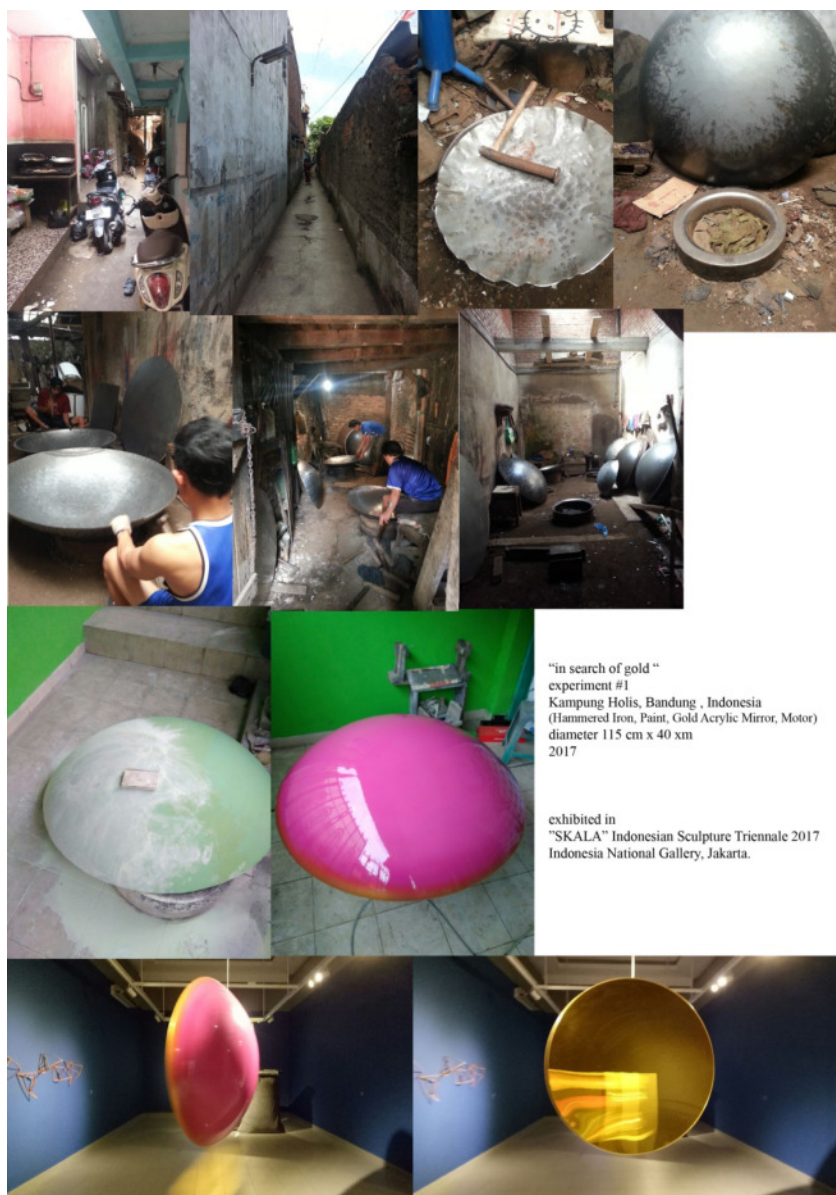 “in search of gold “
experiment #1
Kampung Holis, Bandung , Indonesia
(Hammered Iron, Paint, Gold Acrylic Mirror, Motor)
diameter 115 cm x 40 xm
2017
exhibited in
”SKALA” Indonesian Sculpture Triennale 2017
Indonesia National Gallery, Jakarta.